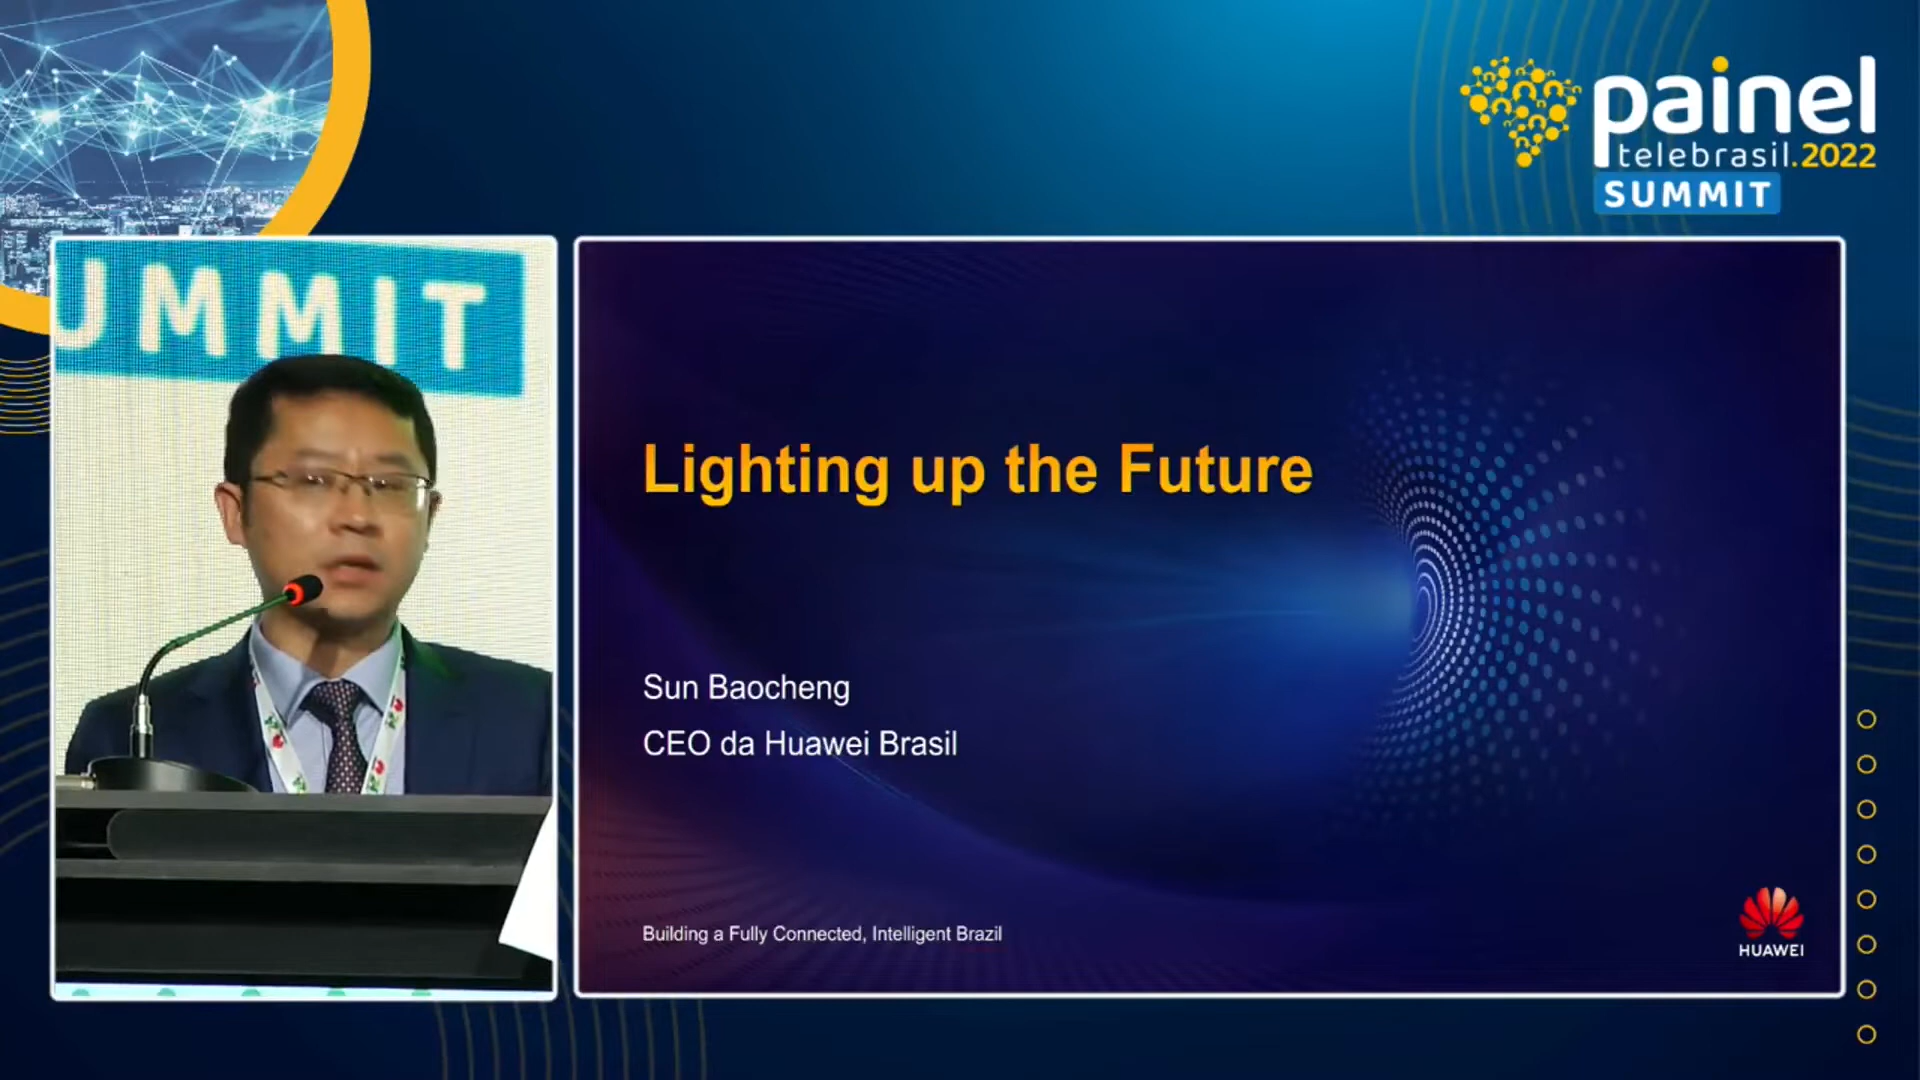 painel
telebrasil.2022
SUMMIT
UMMIT
Lighting up the Future
Sun Baocheng
CEO da Huawei Brasil
Building a Fully Connected, Intelligent Brazil
HUAWEI